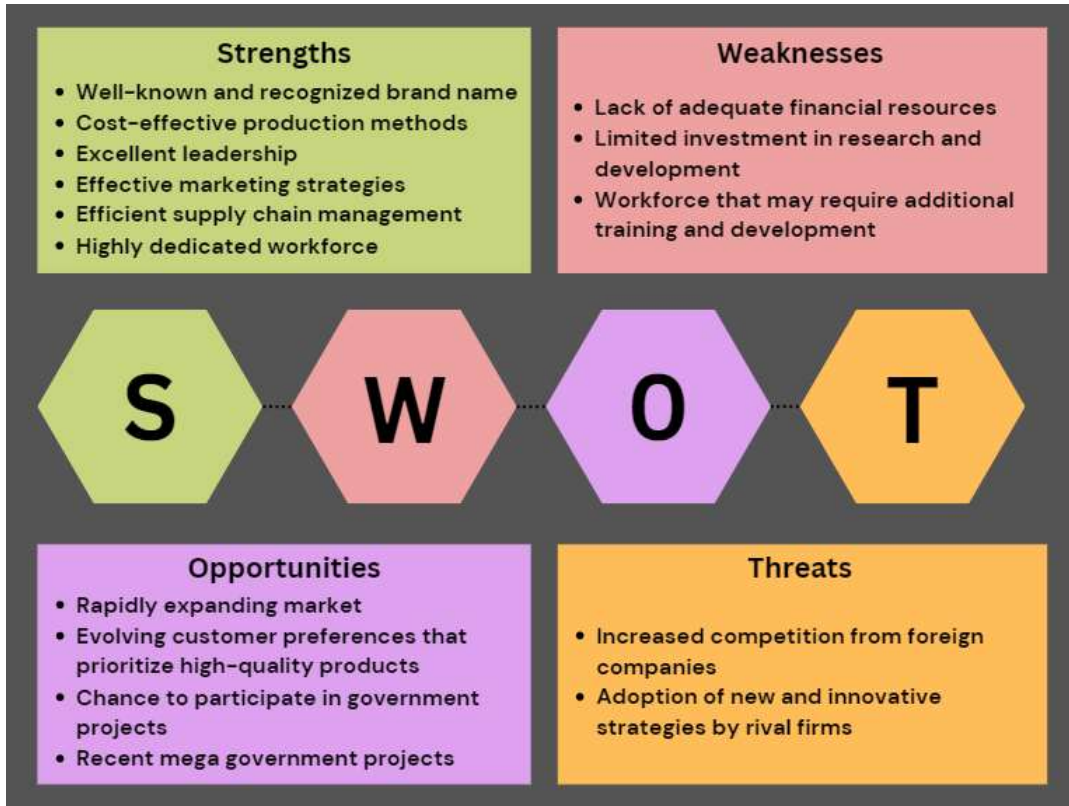 Strengths
• Well-known and recognized brand name
• Cost-effective production methods
• Excellent leadership
• Effective marketing strategies
• Efficient supply chain management
• Highly dedicated workforce
Weaknesses
• Lack of adequate financial resources
• Limited investment in research and
development
• Workforce that may require additional
training and development
S W O T
Opportunities
• Rapidly expanding market
• Evolving customer preferences that
prioritize high-quality products
• Chance to participate in government
projects
• Recent mega government projects
Threats
• Increased competition from foreign
companies
• Adoption of new and innovative
strategies by rival firms